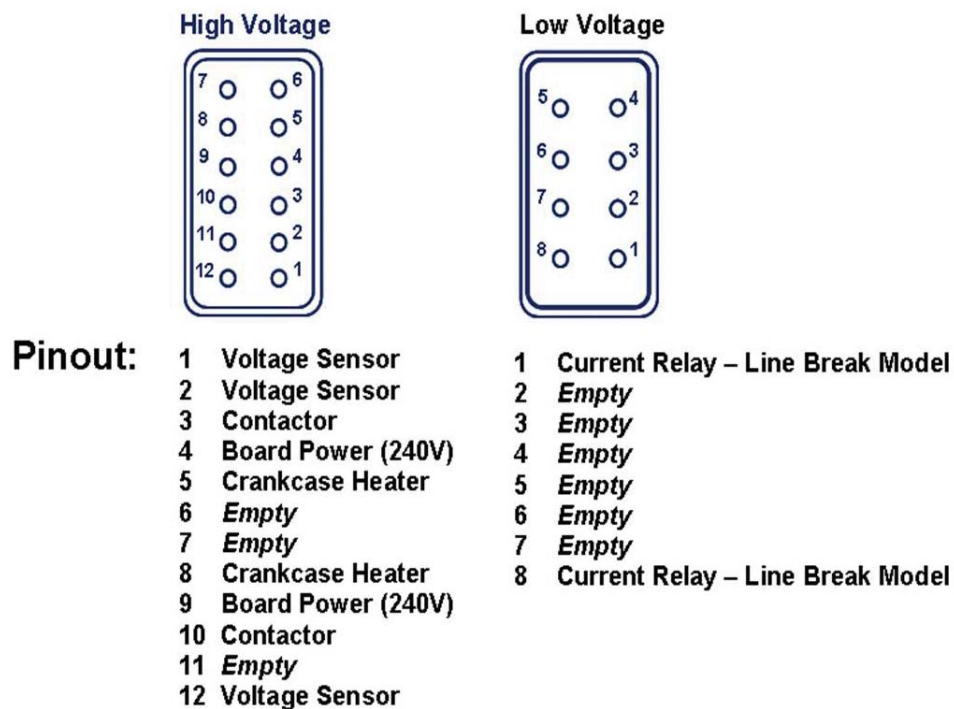 High Voltage
Low Voltage
7 6
8 5
9 4
10 3
11 2
12 1
5 4
6 3
7 2
8 1
Pinout:
1 Voltage Sensor
2 Voltage Sensor
3 Contactor
4 Board Power (240V)
5 Crankcase Heater
6 Empty
7 Empty
8 Crankcase Heater
9 Board Power (240V)
10 Contactor
11 Empty
12 Voltage Sensor
1 Current Relay – Line Break Model
2 Empty
3 Empty
4 Empty
5 Empty
6 Empty
7 Empty
8 Current Relay – Line Break Model